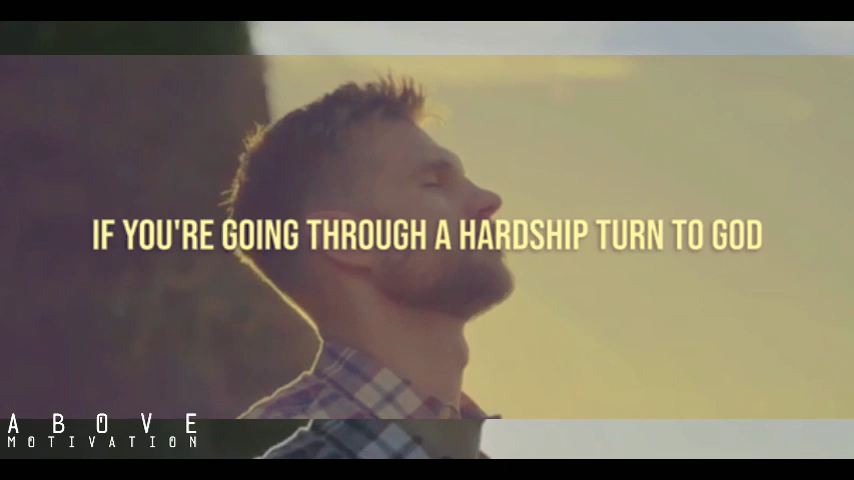 IF YOU'RE GOING THROUGH A HARDSHIP TURN TO GOD
ABOVE
MOTIVATION